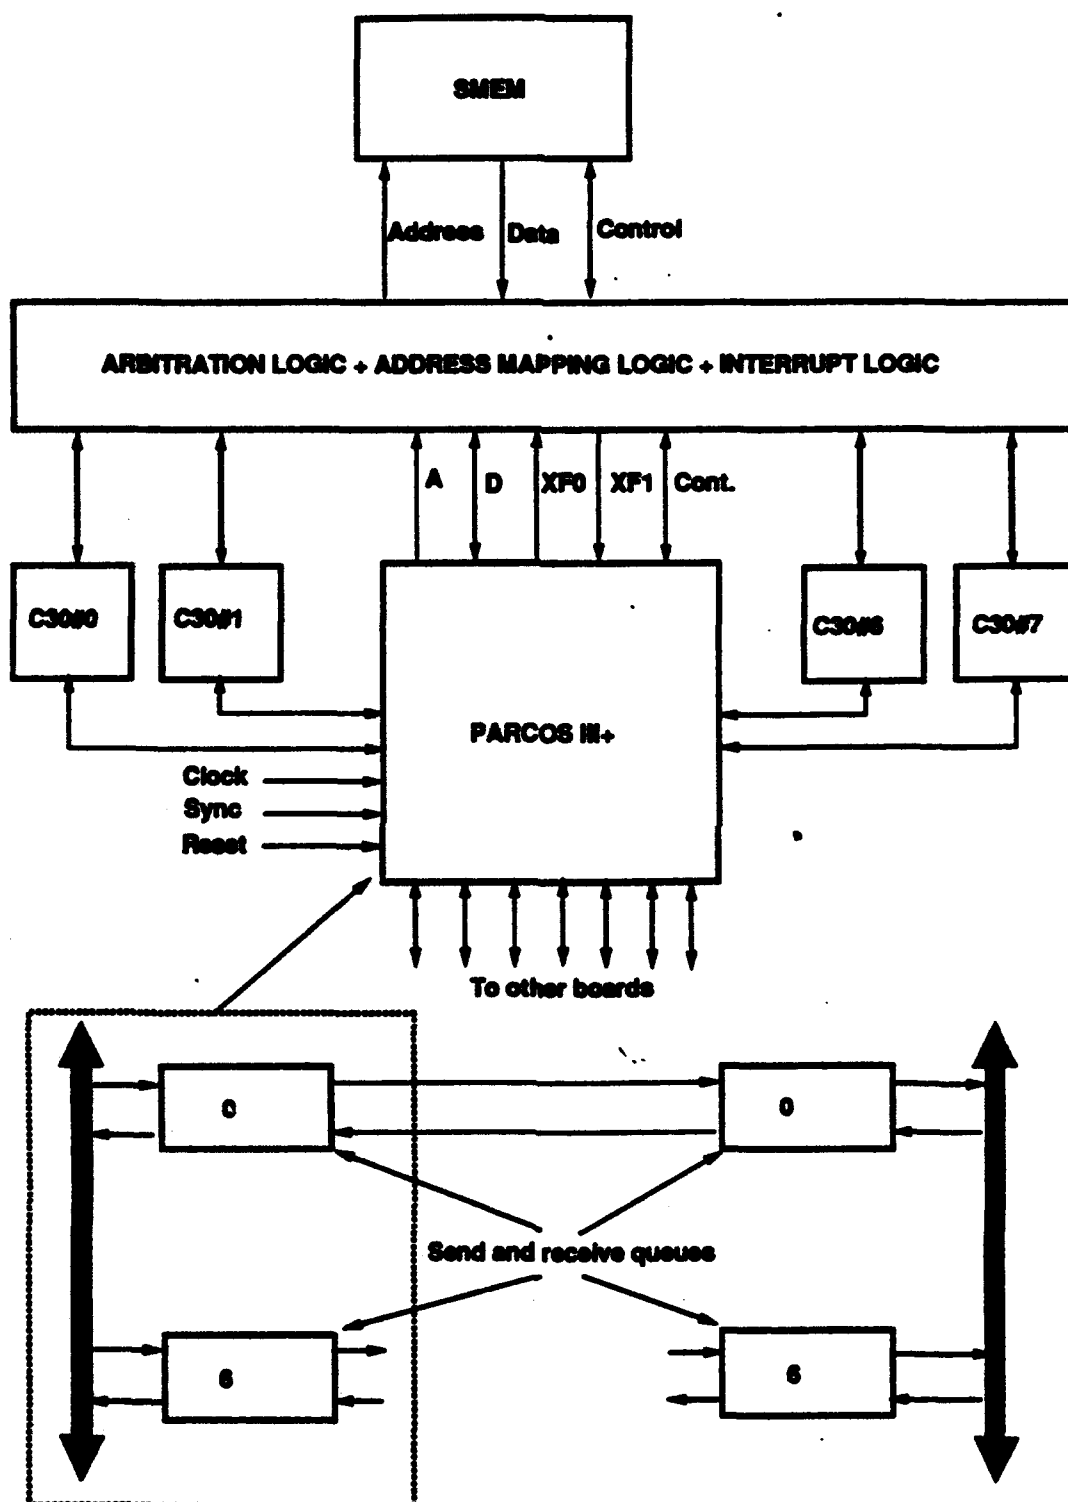 SMEM
Address Data Control
ARBITRATION LOGIC + ADDRESS MAPPING LOGIC + INTERRUPT LOGIC
A D XF0 XF1 Cont.
C30#0 C30#1 C30#6 C30#7
PARCOS III+
Clock
Sync
Reset
To other boards
0 0
Send and receive queues
6 6